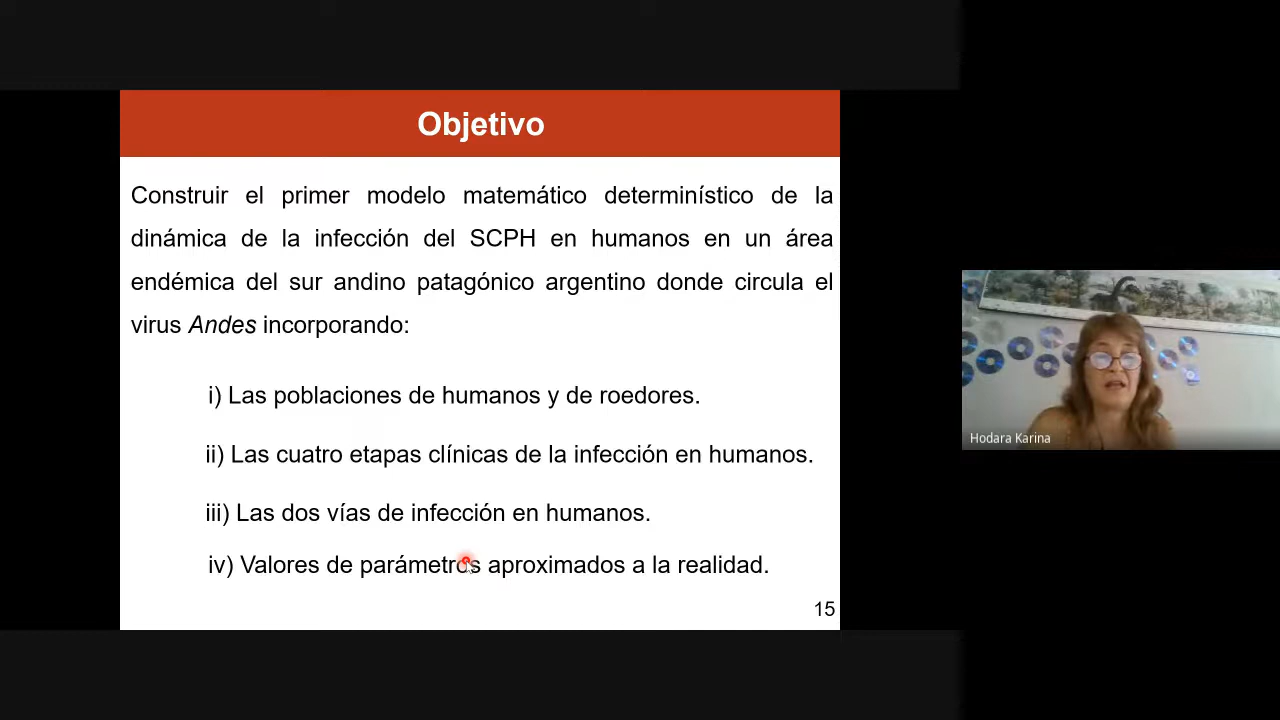 Objetivo
Construir el primer modelo matemático determinístico de la
dinámica de la infección del SCPH en humanos en un área
endémica del sur andino patagónico argentino donde circula el
virus Andes incorporando:
i) Las poblaciones de humanos y de roedores.
ii) Las cuatro etapas clínicas de la infección en humanos.
iii) Las dos vías de infección en humanos.
iv) Valores de parámetros aproximados a la realidad.
15
Hodara Karina